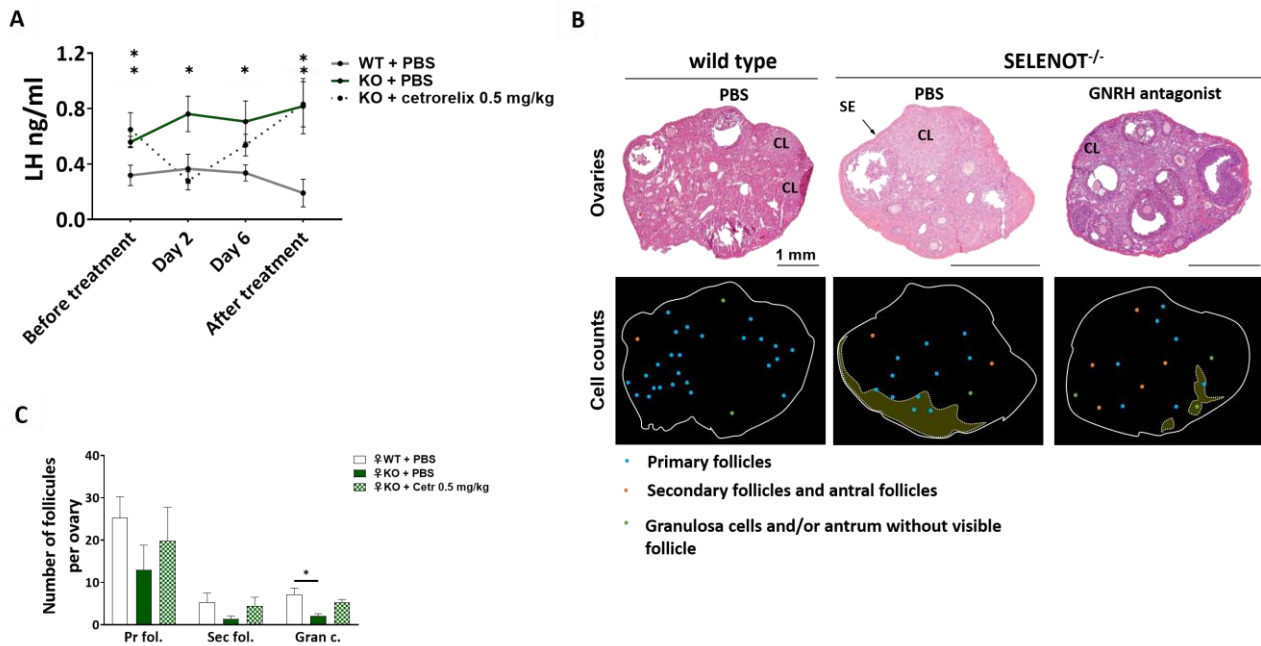 A
LH ng/ml
1.2
0.8
0.4
0.0
*
*
*
*
*
*
Before treatment
Day 2
Day 6
After treatment
WT + PBS
KO + PBS
KO + cetrorelix 0.5 mg/kg
B
wild type
SELENOT-/-
PBS
PBS
GNRH antagonist
Ovaries
CL
CL
SE
CL
CL
1 mm
Cell counts
Primary follicles
Secondary follicles and antral follicles
Granulosa cells and/or antrum without visible
follicle
C
Number of follicules
per ovary
40
30
20
10
0
*
Pr fol.
Sec fol.
Gran c.
♀WT + PBS
♀KO + PBS
♀KO + Cetr 0.5 mg/kg